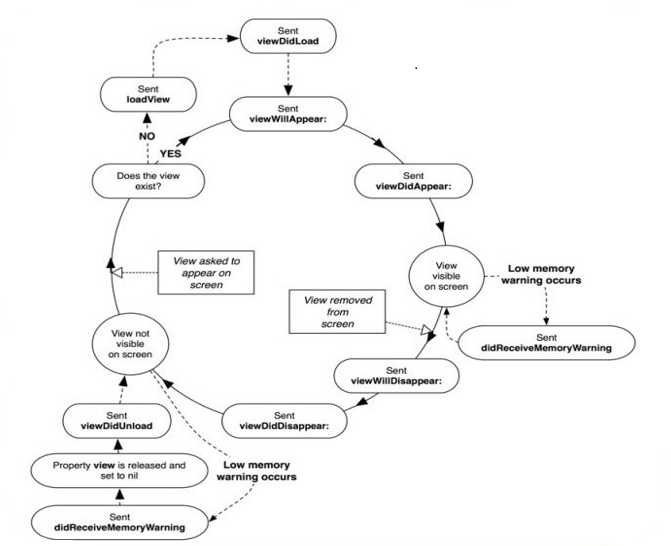 Sent
viewDidLoad
Sent
loadView
Sent
viewWillAppear:
NO
YES
Does the view
exist?
Sent
viewDidAppear:
View asked to
appear on
screen
View
visible
on screen
Low memory
warning occurs
View removed
from
screen
Sent
didReceiveMemoryWarning
View not
visible
on screen
Sent
viewWillDisappear:
Sent
viewDidUnload
Sent
viewDidDisappear:
Property view is released and
set to nil
Low memory
warning occurs
Sent
didReceiveMemoryWarning